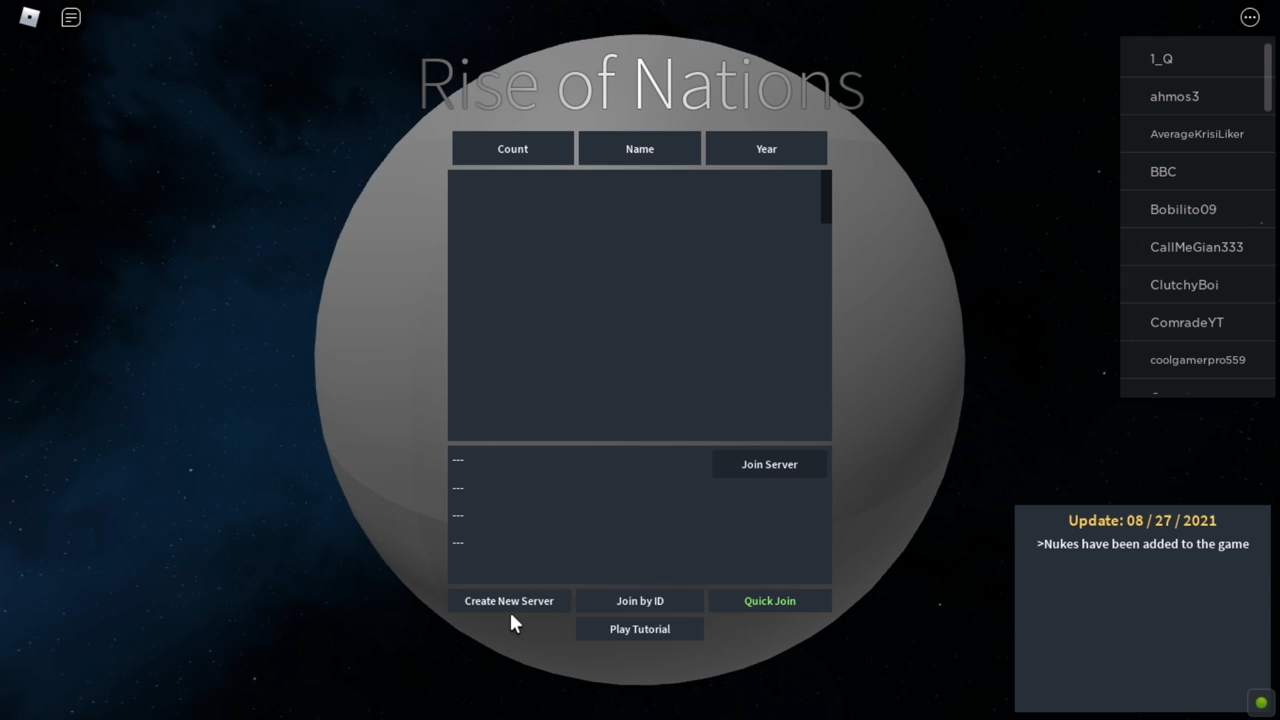 Rise of Nations
Count
Name
Year
---
---
---
---
Join Server
Create New Server
Join by ID
Quick Join
Play Tutorial
1_Q
ahmos3
AverageKrisiLiker
BBC
Bobilito09
CallMeGian333
ClutchyBoi
ComradeYT
coolgamerpro559
Update: 08 / 27 / 2021
>Nukes have been added to the game